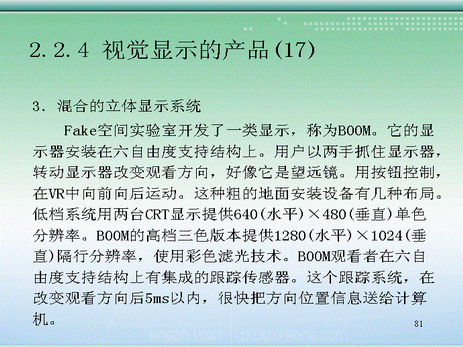 2.2.4 视觉显示的产品(17)
3. 混合的立体显示系统
Fake空间实验室开发了一类显示，称为BOOM。它的显
示器安装在六自由度支持结构上。用户以两手抓住显示器，
转动显示器改变观看方向，好像它是望远镜。用按钮控制，
在VR中向前向后运动。这种粗的地面安装设备有几种布局。
低档系统用两台CRT显示提供640(水平)×480(垂直)单色
分辨率。BOOM的高档三色版本提供1280(水平)×1024(垂
直)隔行分辨率，使用彩色滤光技术。BOOM观看者在六自
由度支持结构上有集成的跟踪传感器。这个跟踪系统，在
改变观看方向后5ms以内，很快把方向位置信息送给计算
机。
81